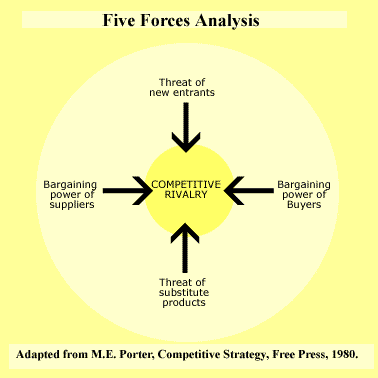 Five Forces Analysis
Threat of
new entrants
Bargaining
power of
suppliers
COMPETITIVE
RIVALRY
Bargaining
power of
Buyers
Threat of
substitute
products
Adapted from M.E. Porter, Competitive Strategy, Free Press, 1980.